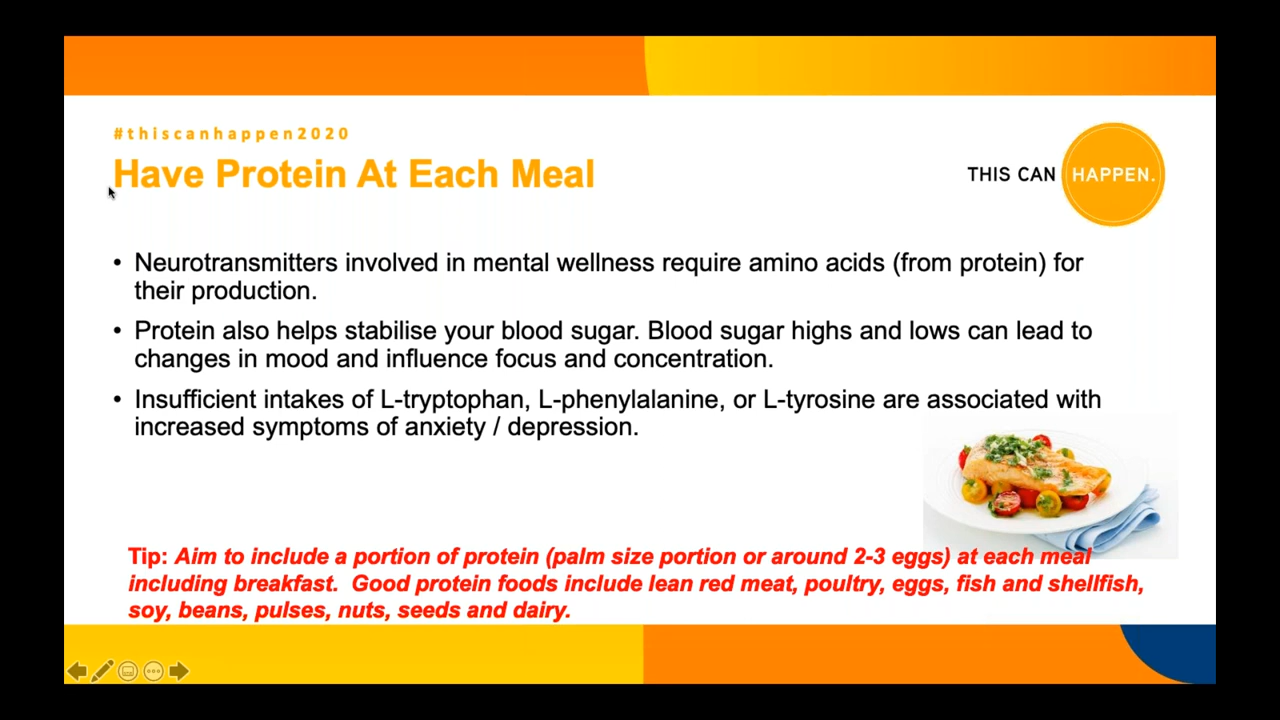 #thiscanhappen2020
Have Protein At Each Meal
THIS CAN HAPPEN.
• Neurotransmitters involved in mental wellness require amino acids (from protein) for
their production.
• Protein also helps stabilise your blood sugar. Blood sugar highs and lows can lead to
changes in mood and influence focus and concentration.
• Insufficient intakes of L-tryptophan, L-phenylalanine, or L-tyrosine are associated with
increased symptoms of anxiety / depression.
Tip: Aim to include a portion of protein (palm size portion or around 2-3 eggs) at each meal
including breakfast.  Good protein foods include lean red meat, poultry, eggs, fish and shellfish,
soy, beans, pulses, nuts, seeds and dairy.